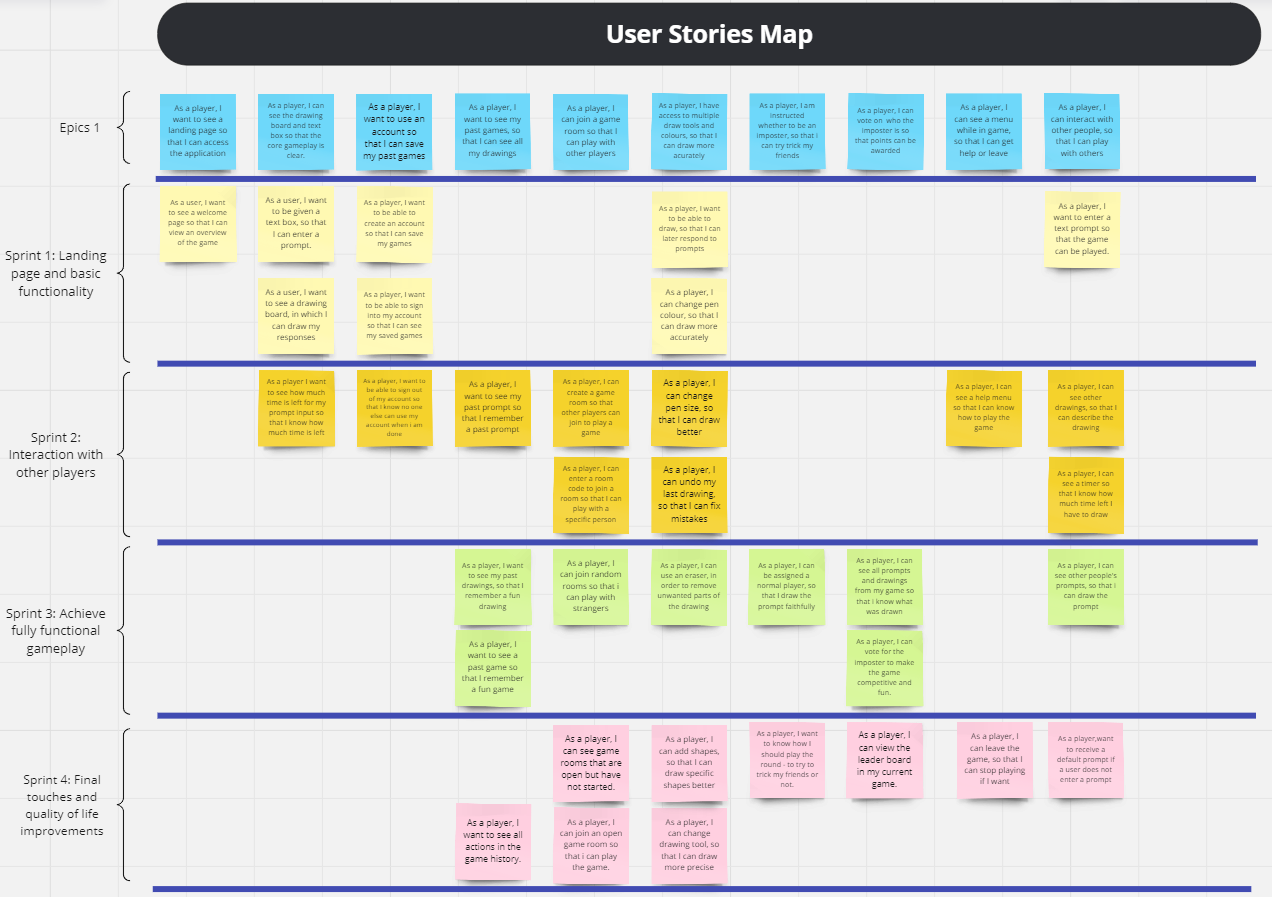 User Stories Map
Epics 1
As a player, I
want to see a
landing page so
that I can access
the application
As a player, I can
see the drawing
board and text
box so that the
core gameplay is
clear.
As a player, I
want to use an
account so
that I can save
my past games
As a player, I
want to see my
past games, so
that I can see all
my drawings
As a player, I
can join a game
room so that I
can play with
other players
As a player, I have
access to multiple
draw tools and
colours, so that I
can draw more
acurately
As a player, I am
instructed
whether to be an
imposter, so that i
can try trick my
friends
As a player, I can
vote on who the
imposter is so
that points can be
awarded
As a player, I
can see a menu
while in game,
so that I can get
help or leave
As a player, I
can interact with
other people, so
that I can play
with others
Sprint 1: Landing
page and basic
functionality
As a user, I want
to see a welcome
page so that I can
view an overview
of the game
As a user, I want
to be given a
text box, so that
I can enter a
prompt.
As a player, I want
to be able to
create an account
so that I can save
my games
As a player, I want
to be able to
draw, so that I can
later respond to
prompts
As a player, I
want to enter a
text prompt so
that the game
can be played.
As a user, I want
to see a drawing
board, in which I
can draw my
responses
As a player, I want
to be able to sign
into my account
so that I can see
my saved games
As a player, I
can change pen
colour, so that I
can draw more
accurately
Sprint 2:
Interaction with
other players
As a player I want
to see how much
time is left for my
prompt input so
that I know how
much time is left
As a player, I want to
be able to sign out
of my account so
that I know no one
else can use my
account when i am
done
As a player, I
want to see my
past prompt so
that I remember
a past prompt
As a player, I can
create a game
room so that
other players can
join to play a
game
As a player, I
can change
pen size, so
that I can draw
better
As a player, I can
see a help menu
so that I can know
how to play the
game
As a player, I can
see other
drawings, so that I
can describe the
drawing
As a player, I can
enter a room
code to join a
room so that I can
play with a
specific person
As a player, I
can undo my
last drawing,
so that I can fix
mistakes
As a player, I can
see a timer so
that I know how
much time left I
have to draw
Sprint 3: Achieve
fully functional
gameplay
As a player, I want
to see my past
drawings, so that I
remember a fun
drawing
As a player, I
can join random
rooms so that i
can play with
strangers
As a player, I can
use an eraser, in
order to remove
unwanted parts of
the drawing
As a player, I can
be assigned a
normal player, so
that I draw the
prompt faithfully
As a player, I can
see all prompts
and drawings
from my game so
that i know what
was drawn
As a player, I can
see other people's
prompts, so that i
can draw the
prompt
As a player, I
want to see a
past game so
that I remember
a fun game
As a player, I can
vote for the
imposter to make
the game
competitive and
fun.
Sprint 4: Final
touches and
quality of life
improvements
As a player, I
can see game
rooms that are
open but have
not started.
As a player, I
can add shapes,
so that I can
draw specific
shapes better
As a player, I want
to know how I
should play the
round - to try to
trick my friends or
not.
As a player, I
can view the
leader board
in my current
game.
As a player, I
can leave the
game, so that I
can stop playing
if I want
As a player,want
to receive a
default prompt if
a user does not
enter a prompt
As a player, I
want to see all
actions in the
game history.
As a player, I
can join an open
game room so
that i can play
the game.
As a player, I
can change
drawing tool, so
that I can draw
more precise